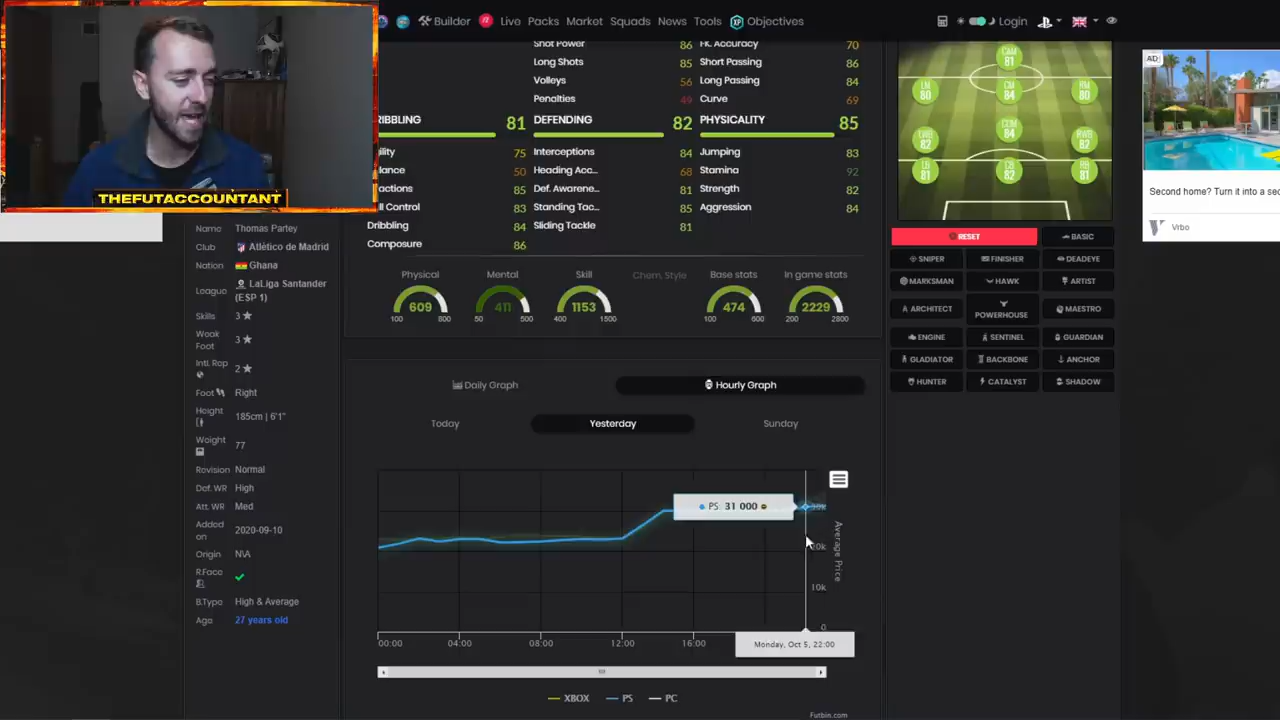 Builder Live Packs Market Squads News Tools Objectives Login
Shot Power 86 FK Accuracy 70
Long Shots 85 Short Passing 86
Volleys 56 Long Passing 84
Penalties 49 Curve 69
RIBBLING 81 DEFENDING 82 PHYSICALITY 85
ility 75 Interceptions 84 Jumping 83
lance 50 Heading Acc... 68 Stamina 92
actions 85 Def. Awarene... 81 Strength 82
ll Control 83 Standing Tac... 85 Aggression 84
Dribbling 84 Sliding Tackle 81
Composure 86
THEFUTACCOUNTANT
Name Thomas Partey
Club Atlético de Madrid
Nation Ghana
League LaLiga Santander
(ESP 1)
Skills 3
Weak
Foot 3
Intl. Rep 2
Foot Right
Height 185cm | 6'1"
Weight 77
Revision Normal
Def. WR High
Att. WR Med
Added
on 2020-09-10
Origin N\A
R.Face
B.Type High & Average
Age 27 years old
Physical Mental Skill Chem. Style Base stats In game stats
609 411 1153 474 2229
100 800 50 500 400 1500 100 600 200 2800
Daily Graph Hourly Graph
Today Yesterday Sunday
PS: 31 000
30k
20k
10k
0
Average Price
00:00 04:00 08:00 12:00 16:00
Monday, Oct 5, 22:00
XBOX PS PC
Futbin.com
CAM
81
LM
80
CM
84
RM
80
CDM
84
LWB
82
RWB
82
LB
81
CB
82
RB
81
RESET BASIC
SNIPER FINISHER DEADEYE
MARKSMAN HAWK ARTIST
ARCHITECT POWERHOUSE MAESTRO
ENGINE SENTINEL GUARDIAN
GLADIATOR BACKBONE ANCHOR
HUNTER CATALYST SHADOW
AD
Second home? Turn it into a sec
Vrbo